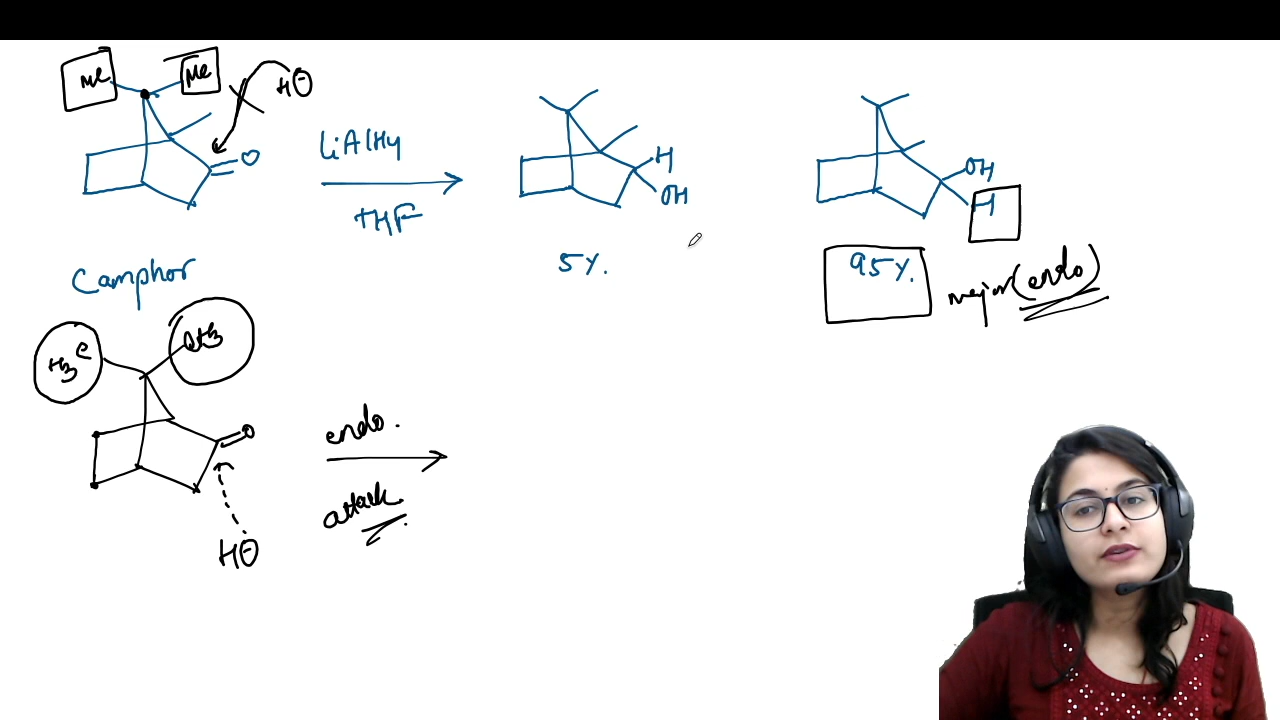 Me Me
H⊖
O
LiAlH4
THF
H
OH
OH
H
5%.
95%.
major (endo)
Camphor
H3C CH3
O
endo.
attack.
H⊖